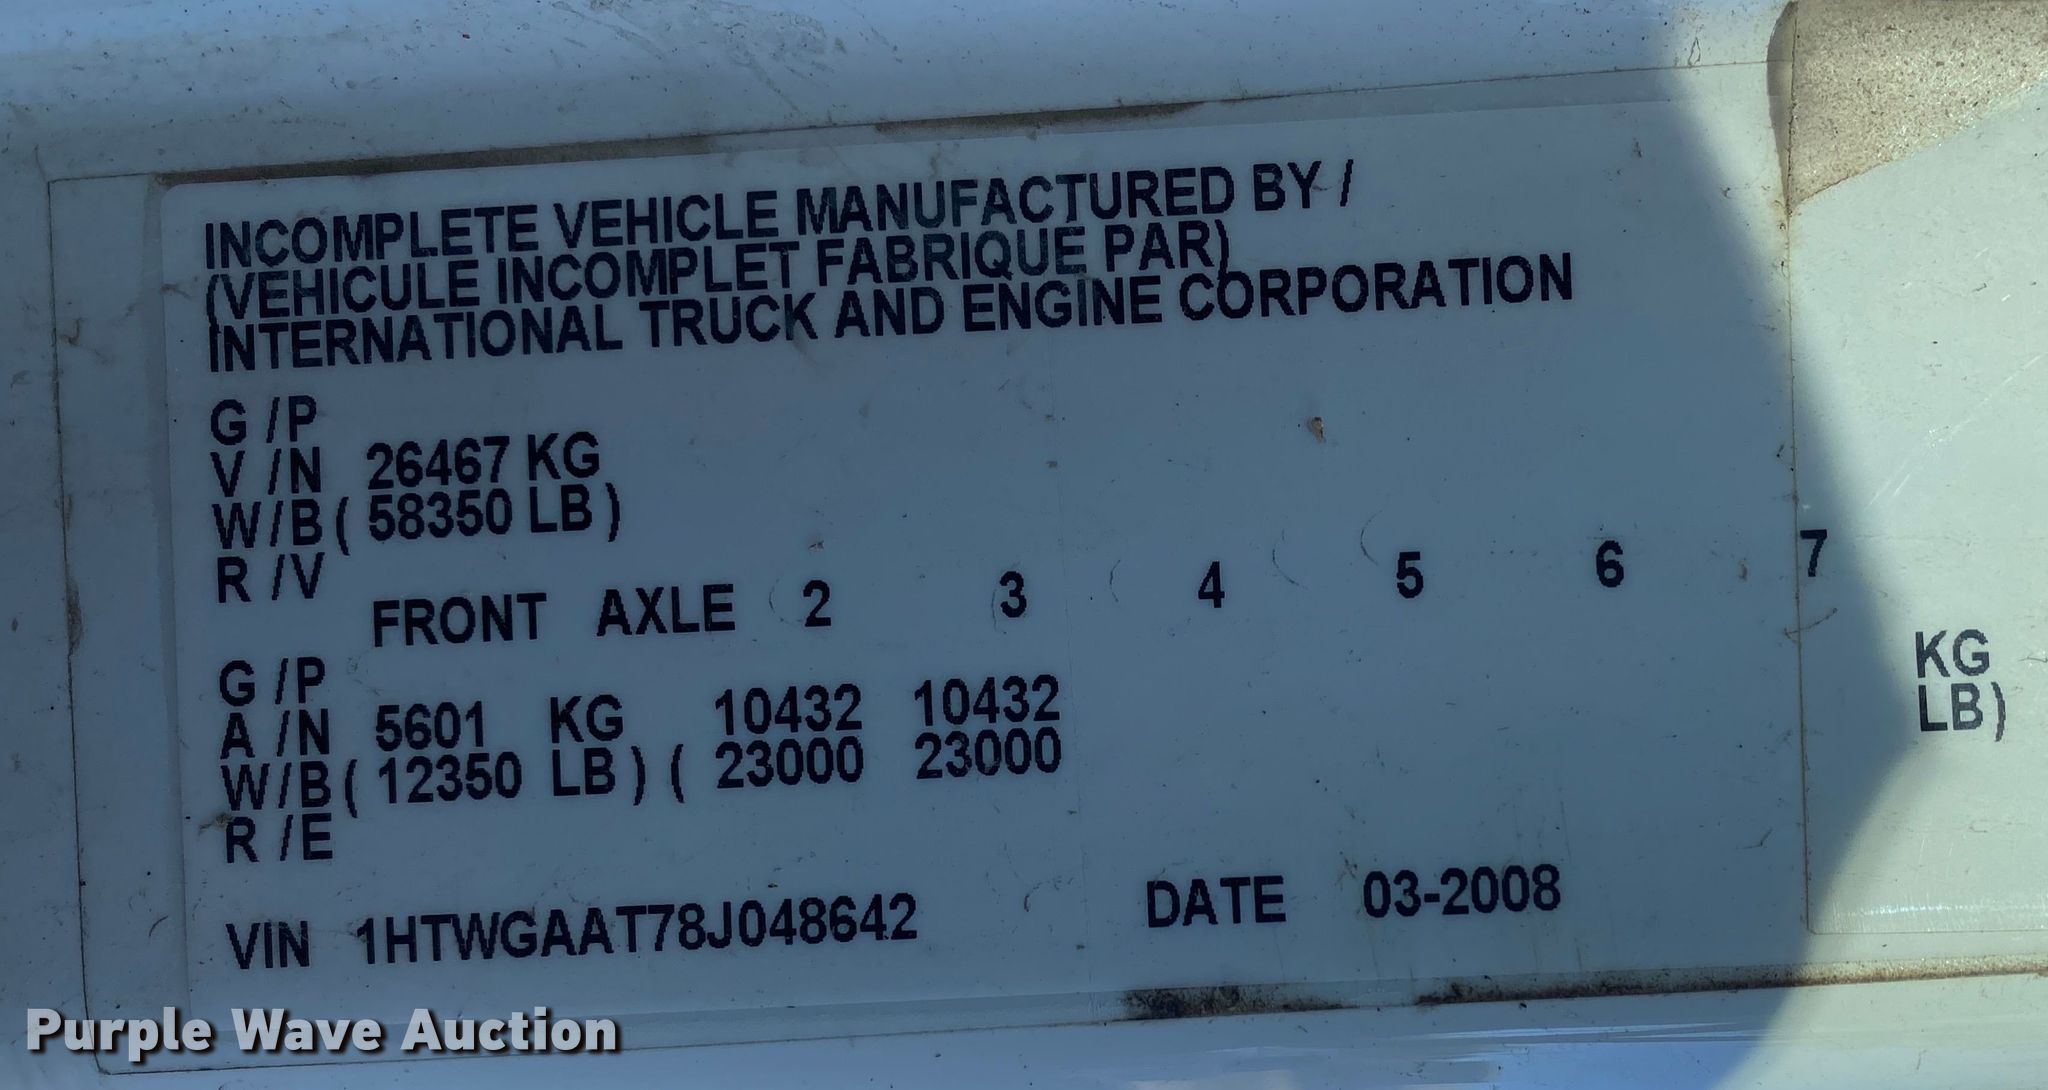 INCOMPLETE VEHICLE MANUFACTURED BY /
(VEHICULE INCOMPLET FABRIQUE PAR)
INTERNATIONAL TRUCK AND ENGINE CORPORATION
G /P
V /N 26467 KG
W/B ( 58350 LB )
R /V
FRONT AXLE 2 3 4 5 6 7
G /P
A /N 5601 KG 10432 10432 KG
W/B ( 12350 LB ) ( 23000 23000 LB)
R /E
VIN 1HTWGAAT78J048642 DATE 03-2008
Purple Wave Auction